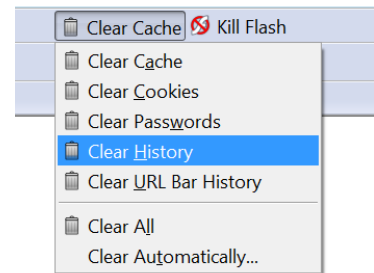 Clear Cache Kill Flash
Clear Cache
Clear Cookies
Clear Passwords
Clear History
Clear URL Bar History
Clear All
Clear Automatically...